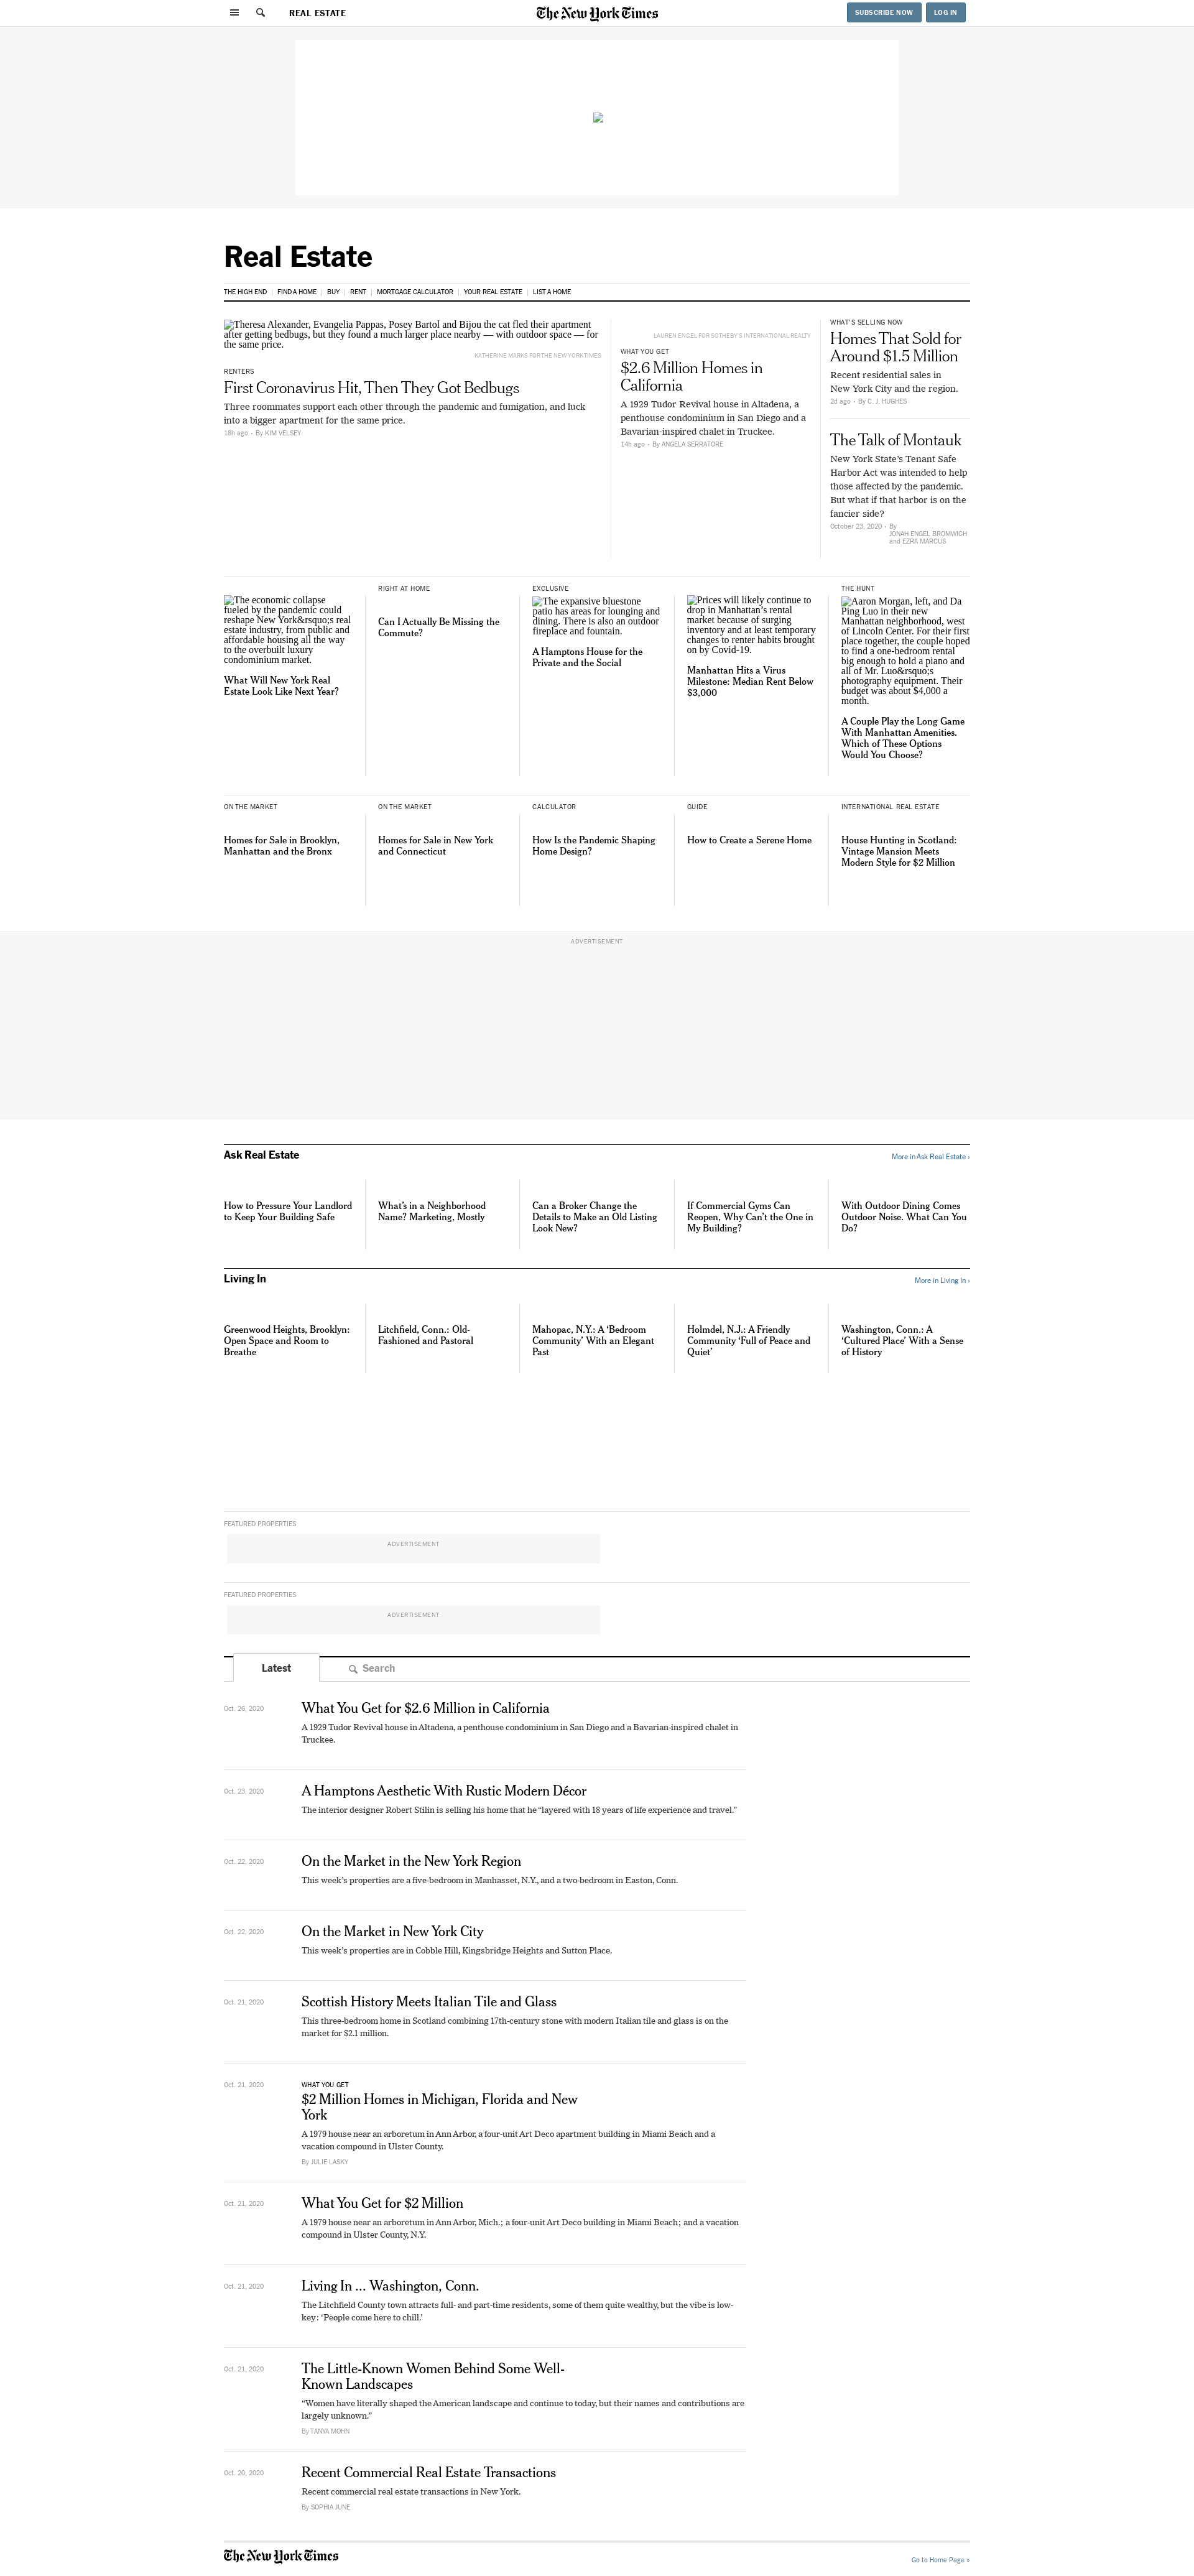 REAL ESTATE
The New York Times
SUBSCRIBE NOW
LOG IN
Real Estate
THE HIGH END
FIND A HOME
BUY
RENT
MORTGAGE CALCULATOR
YOUR REAL ESTATE
LIST A HOME
Theresa Alexander, Evangelia Pappas, Posey Bartol and Bijou the cat fled their apartment
after getting bedbugs, but they found a much larger place nearby — with outdoor space — for
the same price.
KATHERINE MARKS FOR THE NEW YORK TIMES
RENTERS
First Coronavirus Hit, Then They Got Bedbugs
Three roommates support each other through the pandemic and fumigation, and luck
into a bigger apartment for the same price.
18h ago • By KIM VELSEY
LAUREN ENGEL FOR SOTHEBY'S INTERNATIONAL REALTY
WHAT YOU GET
$2.6 Million Homes in
California
A 1929 Tudor Revival house in Altadena, a
penthouse condominium in San Diego and a
Bavarian-inspired chalet in Truckee.
14h ago • By ANGELA SERRATORE
WHAT'S SELLING NOW
Homes That Sold for
Around $1.5 Million
Recent residential sales in
New York City and the region.
2d ago • By C. J. HUGHES
The Talk of Montauk
New York State's Tenant Safe
Harbor Act was intended to help
those affected by the pandemic.
But what if that harbor is on the
fancier side?
October 23, 2020 • By
JONAH ENGEL BROMWICH
and EZRA MARCUS
The economic collapse
fueled by the pandemic could
reshape New York&rsquo;s real
estate industry, from public and
affordable housing all the way
to the overbuilt luxury
condominium market.
What Will New York Real
Estate Look Like Next Year?
RIGHT AT HOME
Can I Actually Be Missing the
Commute?
EXCLUSIVE
The expansive bluestone
patio has areas for lounging and
dining. There is also an outdoor
fireplace and fountain.
A Hamptons House for the
Private and the Social
Prices will likely continue to
drop in Manhattan's rental
market because of surging
inventory and at least temporary
changes to renter habits brought
on by Covid-19.
Manhattan Hits a Virus
Milestone: Median Rent Below
$3,000
THE HUNT
Aaron Morgan, left, and Da
Ping Luo in their new
Manhattan neighborhood, west
of Lincoln Center. For their first
place together, the couple hoped
to find a one-bedroom rental
big enough to hold a piano and
all of Mr. Luo&rsquo;s
photography equipment. Their
budget was about $4,000 a
month.
A Couple Play the Long Game
With Manhattan Amenities.
Which of These Options
Would You Choose?
ON THE MARKET
Homes for Sale in Brooklyn,
Manhattan and the Bronx
ON THE MARKET
Homes for Sale in New York
and Connecticut
CALCULATOR
How Is the Pandemic Shaping
Home Design?
GUIDE
How to Create a Serene Home
INTERNATIONAL REAL ESTATE
House Hunting in Scotland:
Vintage Mansion Meets
Modern Style for $2 Million
ADVERTISEMENT
Ask Real Estate
More in Ask Real Estate ›
How to Pressure Your Landlord
to Keep Your Building Safe
What's in a Neighborhood
Name? Marketing, Mostly
Can a Broker Change the
Details to Make an Old Listing
Look New?
If Commercial Gyms Can
Reopen, Why Can't the One in
My Building?
With Outdoor Dining Comes
Outdoor Noise. What Can You
Do?
Living In
More in Living In ›
Greenwood Heights, Brooklyn:
Open Space and Room to
Breathe
Litchfield, Conn.: Old-
Fashioned and Pastoral
Mahopac, N.Y.: A ‘Bedroom
Community’ With an Elegant
Past
Holmdel, N.J.: A Friendly
Community ‘Full of Peace and
Quiet’
Washington, Conn.: A
‘Cultured Place’ With a Sense
of History
FEATURED PROPERTIES
ADVERTISEMENT
FEATURED PROPERTIES
ADVERTISEMENT
Latest
Search
Oct. 26, 2020
What You Get for $2.6 Million in California
A 1929 Tudor Revival house in Altadena, a penthouse condominium in San Diego and a Bavarian-inspired chalet in
Truckee.
Oct. 23, 2020
A Hamptons Aesthetic With Rustic Modern Décor
The interior designer Robert Stilin is selling his home that he “layered with 18 years of life experience and travel.”
Oct. 22, 2020
On the Market in the New York Region
This week's properties are a five-bedroom in Manhasset, N.Y., and a two-bedroom in Easton, Conn.
Oct. 22, 2020
On the Market in New York City
This week's properties are in Cobble Hill, Kingsbridge Heights and Sutton Place.
Oct. 21, 2020
Scottish History Meets Italian Tile and Glass
This three-bedroom home in Scotland combining 17th-century stone with modern Italian tile and glass is on the
market for $2.1 million.
Oct. 21, 2020
WHAT YOU GET
$2 Million Homes in Michigan, Florida and New
York
A 1979 house near an arboretum in Ann Arbor, a four-unit Art Deco apartment building in Miami Beach and a
vacation compound in Ulster County.
By JULIE LASKY
Oct. 21, 2020
What You Get for $2 Million
A 1979 house near an arboretum in Ann Arbor, Mich.; a four-unit Art Deco building in Miami Beach; and a vacation
compound in Ulster County, N.Y.
Oct. 21, 2020
Living In ... Washington, Conn.
The Litchfield County town attracts full- and part-time residents, some of them quite wealthy, but the vibe is low-
key: ‘People come here to chill.’
Oct. 21, 2020
The Little-Known Women Behind Some Well-
Known Landscapes
“Women have literally shaped the American landscape and continue to today, but their names and contributions are
largely unknown.”
By TANYA MOHN
Oct. 20, 2020
Recent Commercial Real Estate Transactions
Recent commercial real estate transactions in New York.
By SOPHIA JUNE
The New York Times
Go to Home Page »